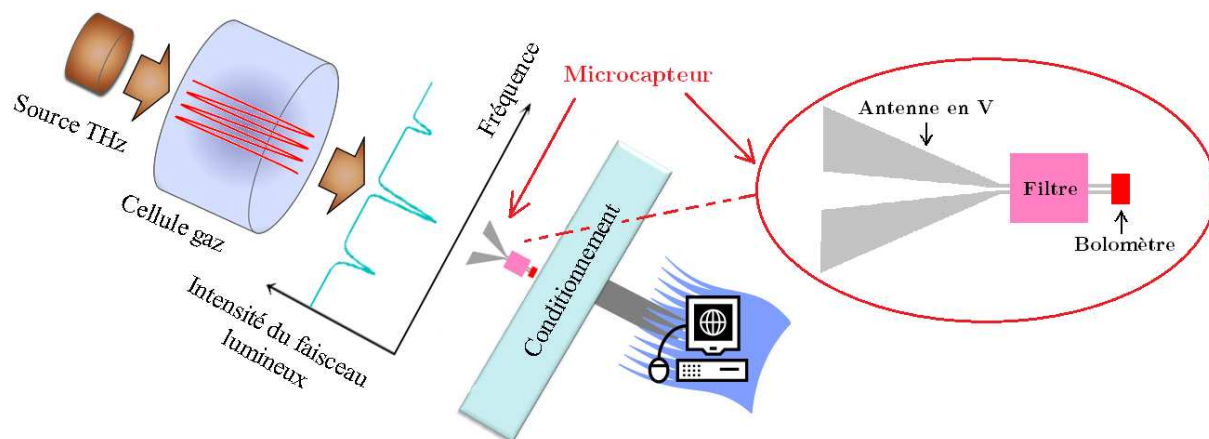 Source THz
Cellule gaz
Intensité du faisceau
lumineux
Fréquence
Microcapteur
Conditionnement
Antenne en V
Filtre
Bolomètre